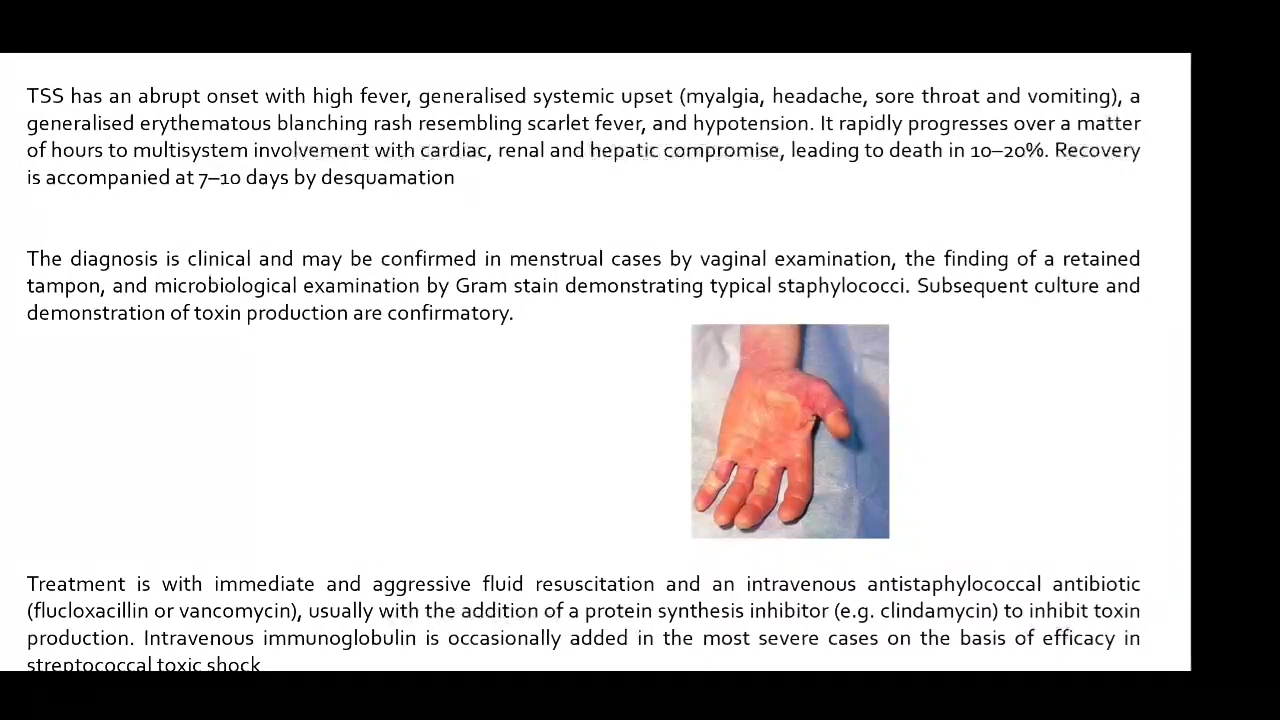 TSS has an abrupt onset with high fever, generalised systemic upset (myalgia, headache, sore throat and vomiting), a
generalised erythematous blanching rash resembling scarlet fever, and hypotension. It rapidly progresses over a matter
of hours to multisystem involvement with cardiac, renal and hepatic compromise, leading to death in 10–20%. Recovery
is accompanied at 7–10 days by desquamation
The diagnosis is clinical and may be confirmed in menstrual cases by vaginal examination, the finding of a retained
tampon, and microbiological examination by Gram stain demonstrating typical staphylococci. Subsequent culture and
demonstration of toxin production are confirmatory.
Treatment is with immediate and aggressive fluid resuscitation and an intravenous antistaphylococcal antibiotic
(flucloxacillin or vancomycin), usually with the addition of a protein synthesis inhibitor (e.g. clindamycin) to inhibit toxin
production. Intravenous immunoglobulin is occasionally added in the most severe cases on the basis of efficacy in
streptococcal toxic shock